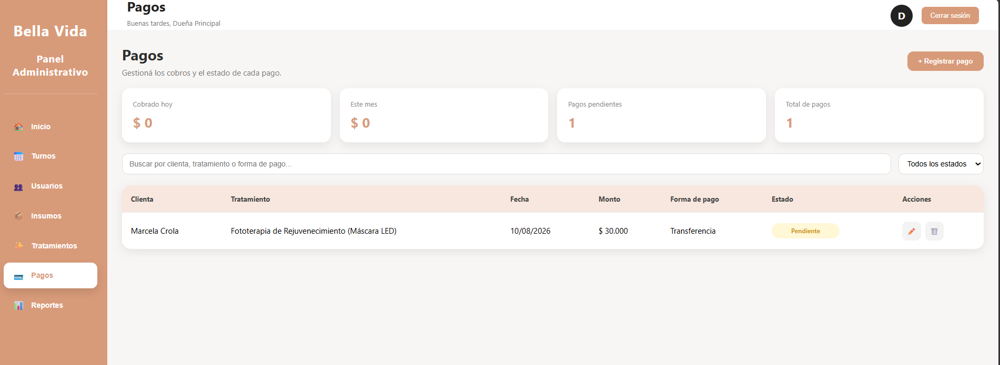 Bella Vida
Panel
Administrativo
Inicio
Turnos
Usuarios
Insumos
Tratamientos
Pagos
Reportes
Pagos
Buenas tardes, Dueña Principal
D
Cerrar sesión
Pagos
Gestioná los cobros y el estado de cada pago.
+ Registrar pago
Cobrado hoy
$ 0
Este mes
$ 0
Pagos pendientes
1
Total de pagos
1
Buscar por clienta, tratamiento o forma de pago...
Todos los estados
Clienta Tratamiento Fecha Monto Forma de pago Estado Acciones
Marcela Crola Fototerapia de Rejuvenecimiento (Máscara LED) 10/08/2026 $ 30.000 Transferencia Pendiente